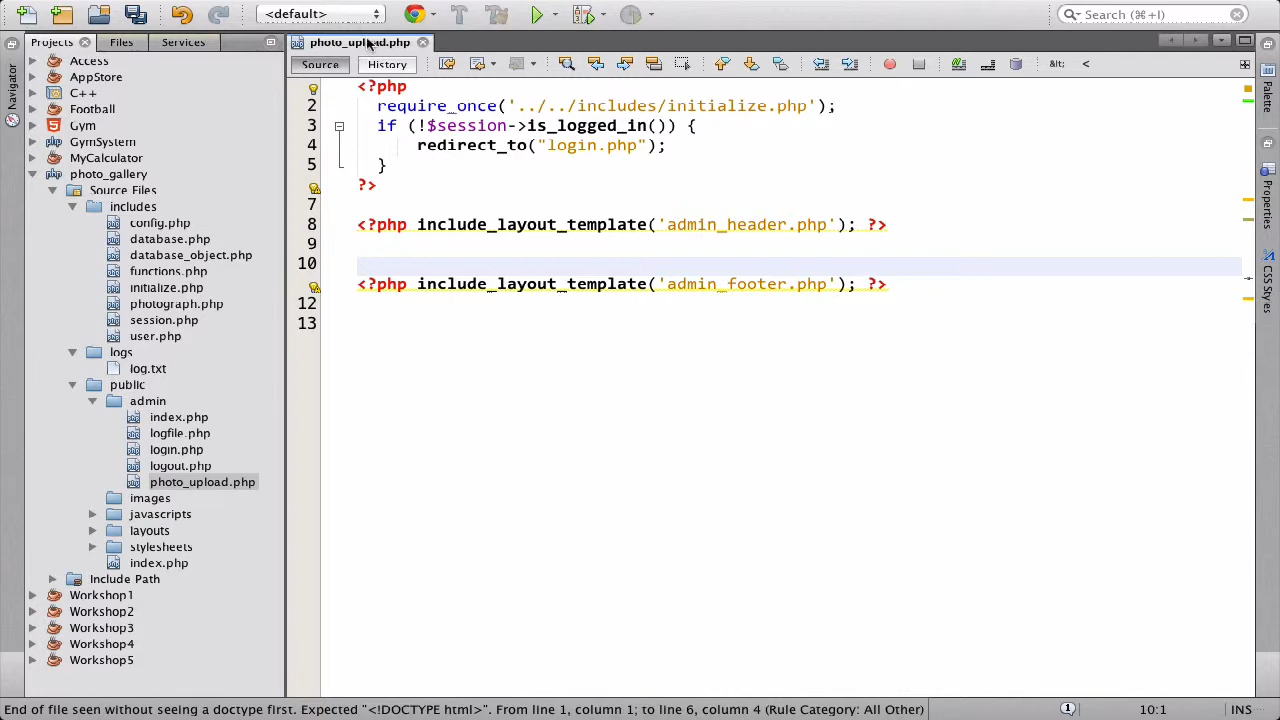 <default>
Search (⌘+I)
Projects
Files
Services
photo_upload.php
Source
History
Navigator
Access
AppStore
C++
Football
Gym
GymSystem
MyCalculator
photo_gallery
Source Files
includes
config.php
database.php
database_object.php
functions.php
initialize.php
photograph.php
session.php
user.php
logs
log.txt
public
admin
index.php
logfile.php
login.php
logout.php
photo_upload.php
images
javascripts
layouts
stylesheets
index.php
Include Path
Workshop1
Workshop2
Workshop3
Workshop4
Workshop5
<?php
2 require_once('../../includes/initialize.php');
3 if (!$session->is_logged_in()) {
4 redirect_to("login.php");
5 }
?>
7
8 <?php include_layout_template('admin_header.php'); ?>
9
10
<?php include_layout_template('admin_footer.php'); ?>
12
13
Palette
Properties
CSS Styles
End of file seen without seeing a doctype first. Expected "<!DOCTYPE html>". From line 1, column 1; to line 6, column 4 (Rule Category: All Other)
1
10:1
INS